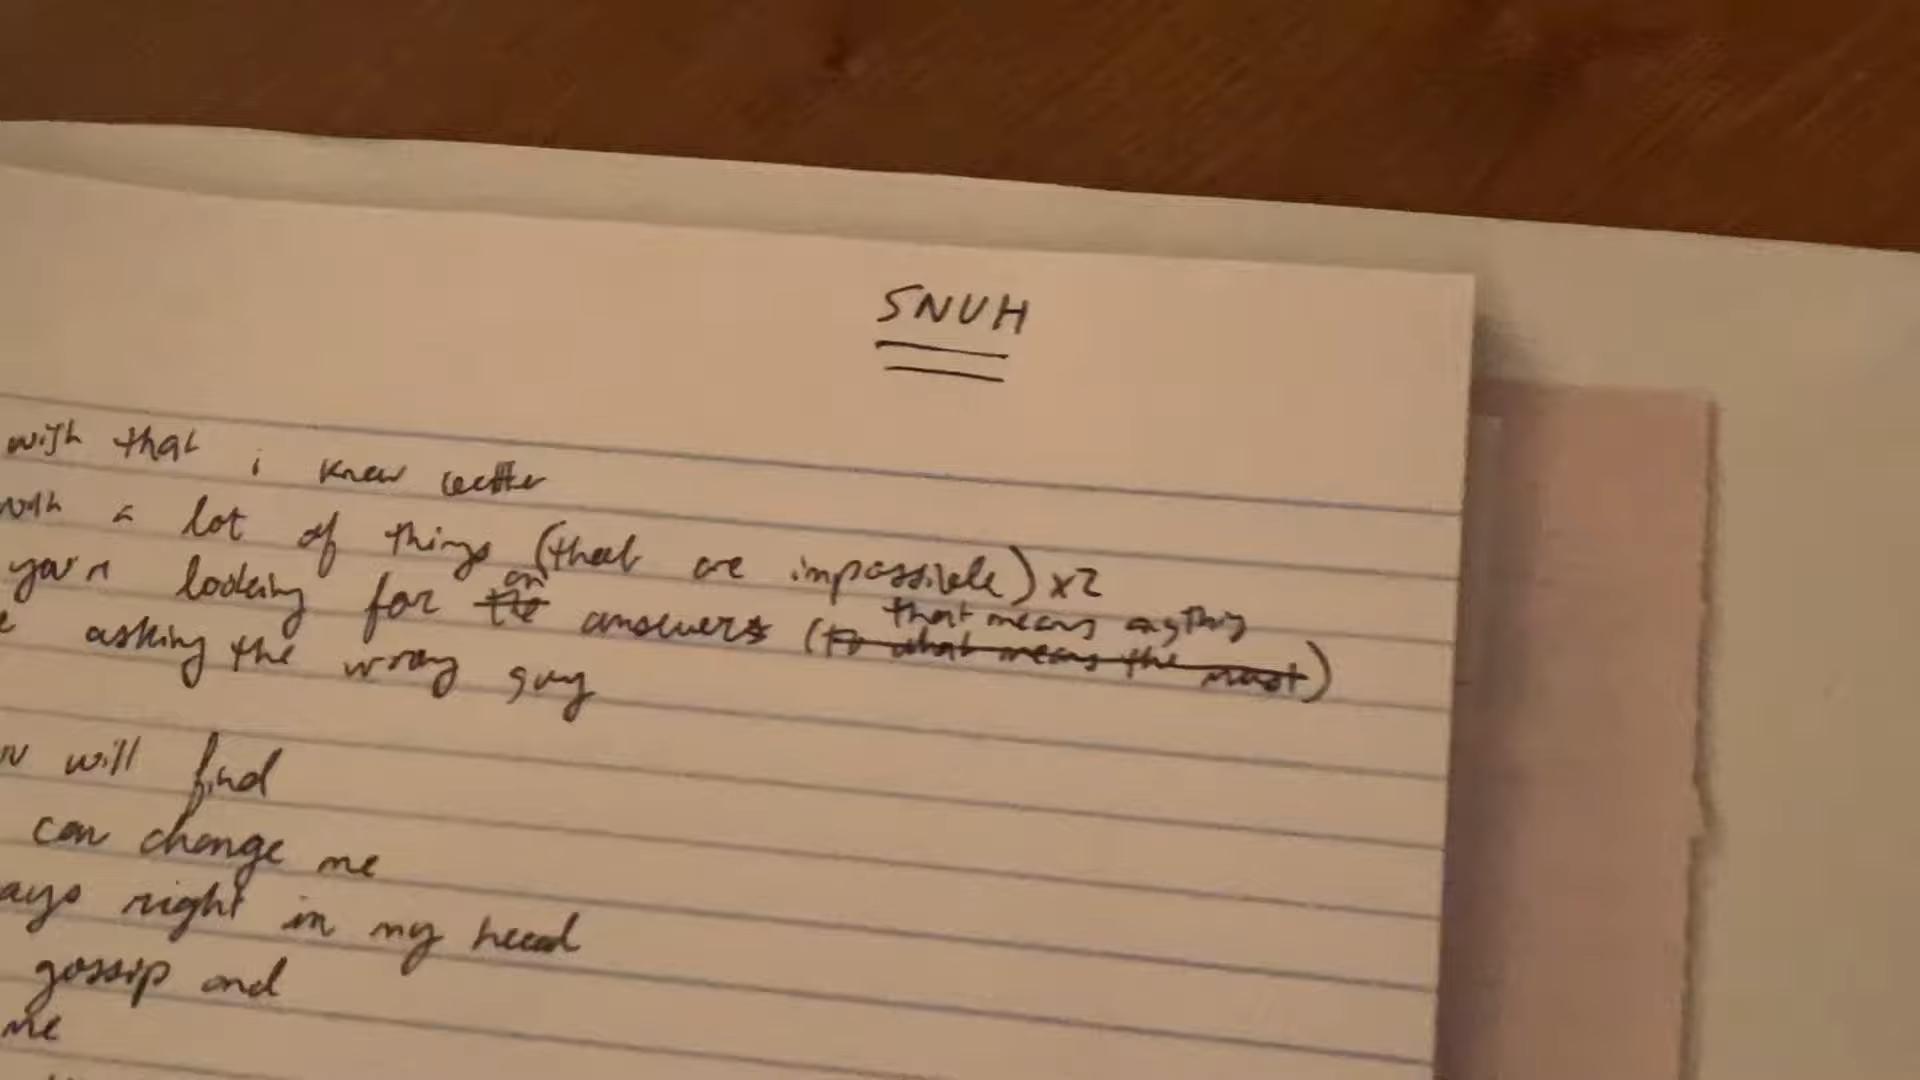 SNUH
wish that i knew better
with a lot of things (that are impossible) x2
you're looking for the an answers (to what means the most that means anything)
asking the wrong guy
will find
can change me
ays right in my head
gossip and
me